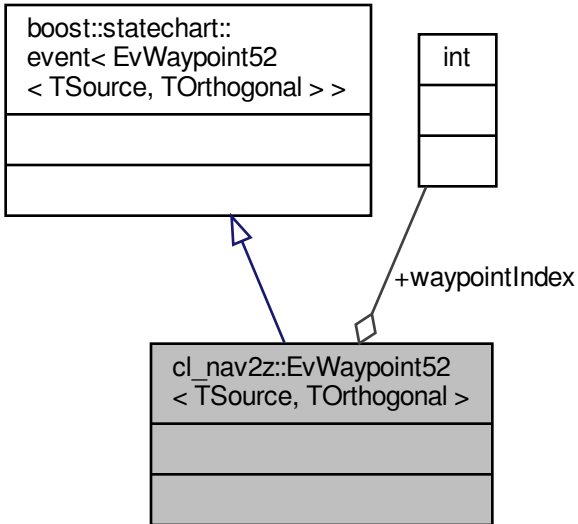 boost::statechart::
event< EvWaypoint52
< TSource, TOrthogonal > >
int
+waypointIndex
cl_nav2z::EvWaypoint52
< TSource, TOrthogonal >